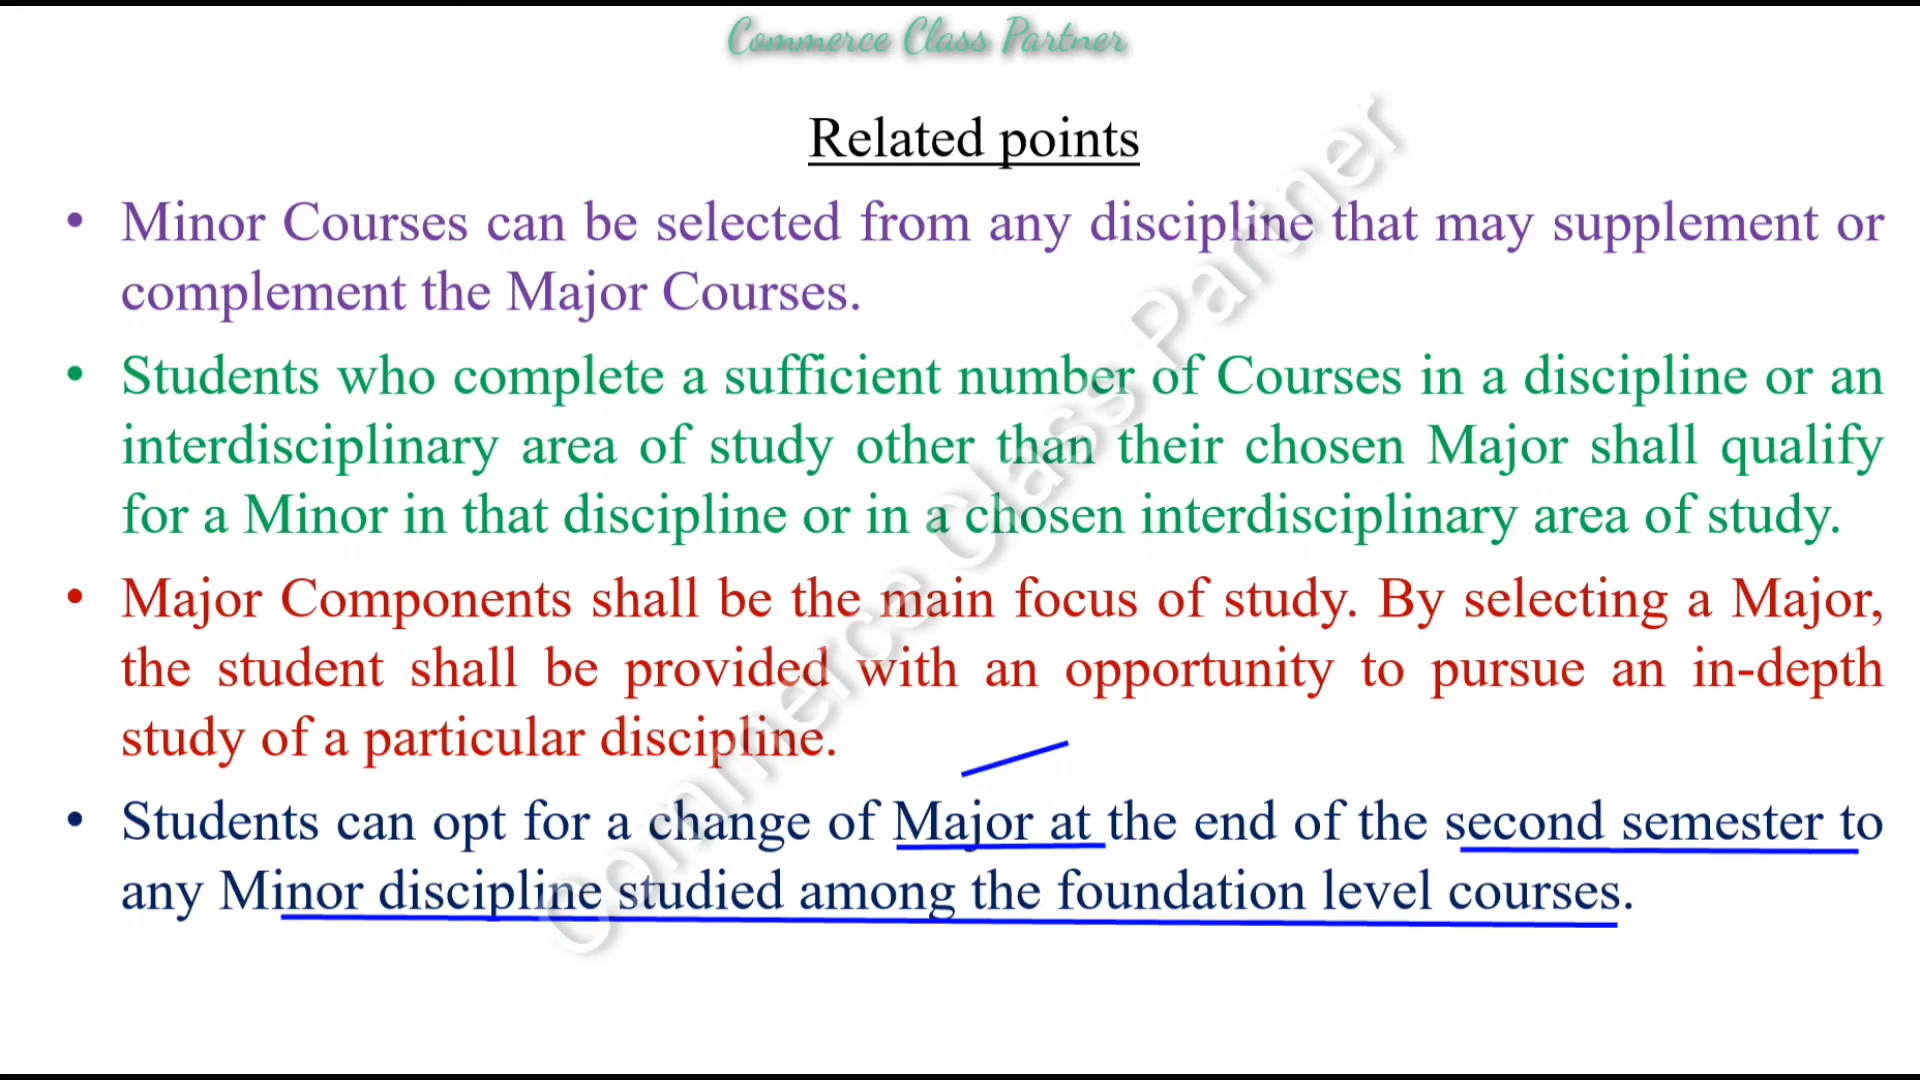 Commerce Class Partner
Related points
• Minor Courses can be selected from any discipline that may supplement or
complement the Major Courses.
• Students who complete a sufficient number of Courses in a discipline or an
interdisciplinary area of study other than their chosen Major shall qualify
for a Minor in that discipline or in a chosen interdisciplinary area of study.
• Major Components shall be the main focus of study. By selecting a Major,
the student shall be provided with an opportunity to pursue an in-depth
study of a particular discipline.
• Students can opt for a change of Major at the end of the second semester to
any Minor discipline studied among the foundation level courses.
Commerce Class Partner